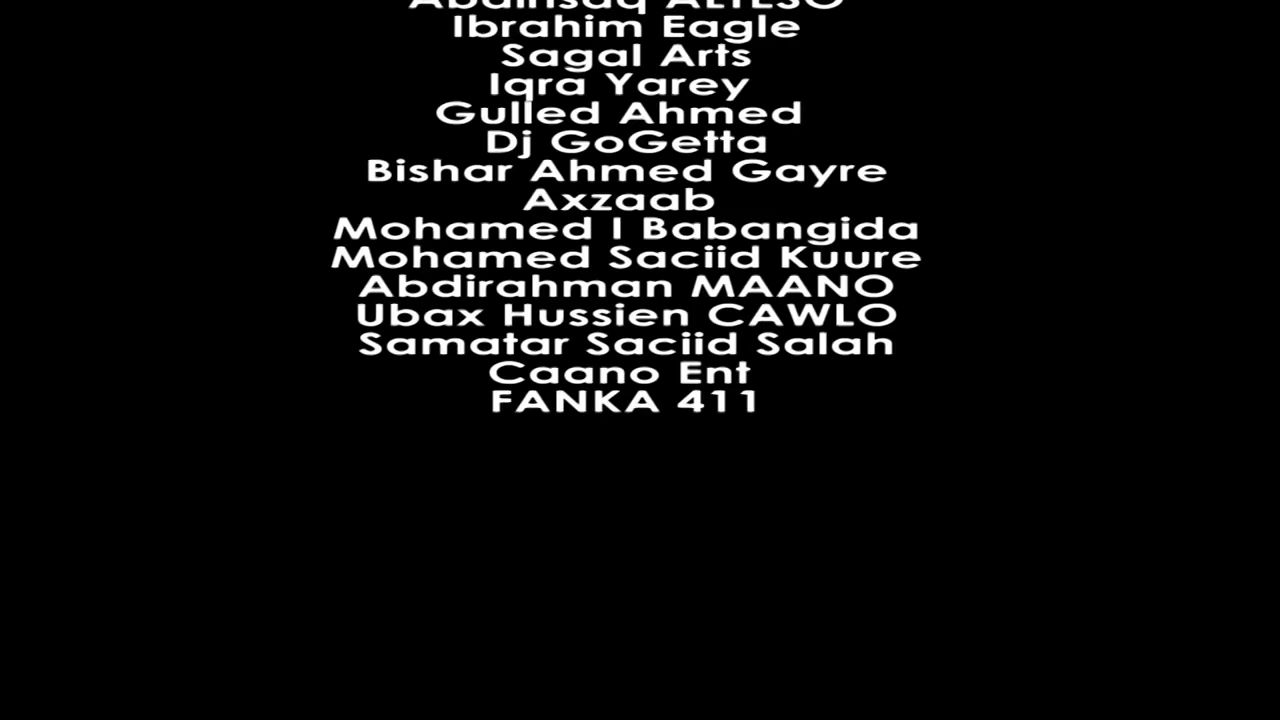 Ibrahim Eagle
Sagal Arts
Iqra Yarey
Gulled Ahmed
Dj GoGetta
Bishar Ahmed Gayre
Axzaab
Mohamed I Babangida
Mohamed Saciid Kuure
Abdirahman MAANO
Ubax Hussien CAWLO
Samatar Saciid Salah
Caano Ent
FANKA 411